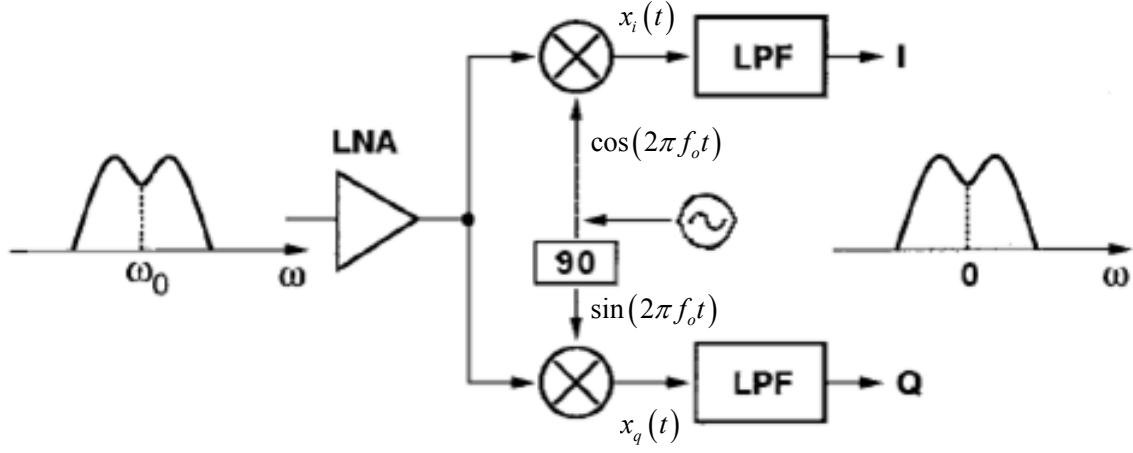 x_i(t)
LPF
I
cos(2πf_o t)
LNA
ω_0
ω
90
0
ω
sin(2πf_o t)
LPF
Q
x_q(t)